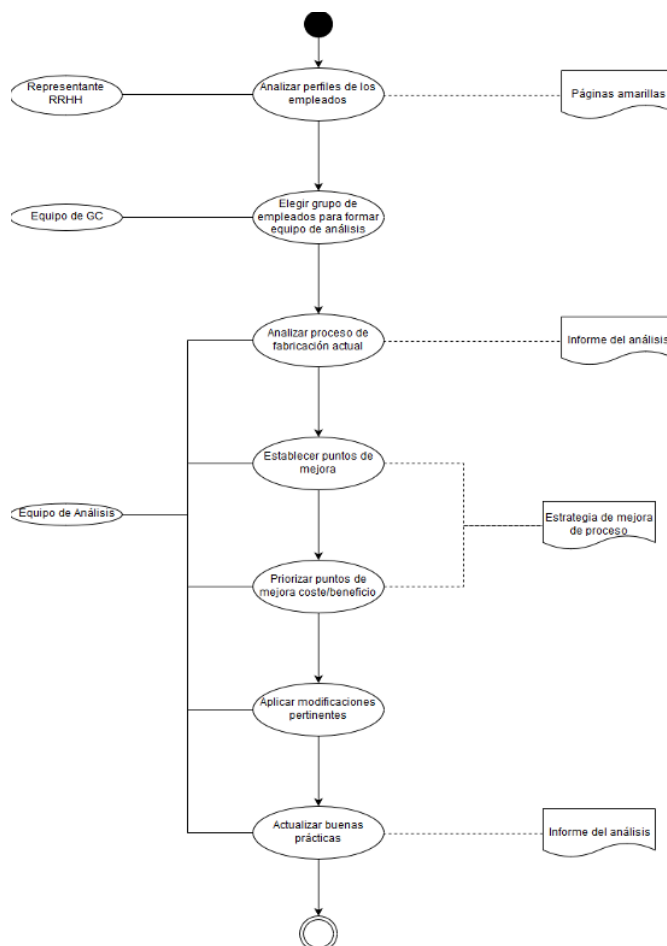 Representante
RRHH
Analizar perfiles de los
empleados
Páginas amarillas
Equipo de GC
Elegir grupo de
empleados para formar
equipo de análisis
Analizar proceso de
fabricación actual
Informe del análisis
Establecer puntos de
mejora
Equipo de Análisis
Estrategia de mejora
de proceso
Priorizar puntos de
mejora coste/beneficio
Aplicar modificaciones
pertinentes
Actualizar buenas
prácticas
Informe del análisis